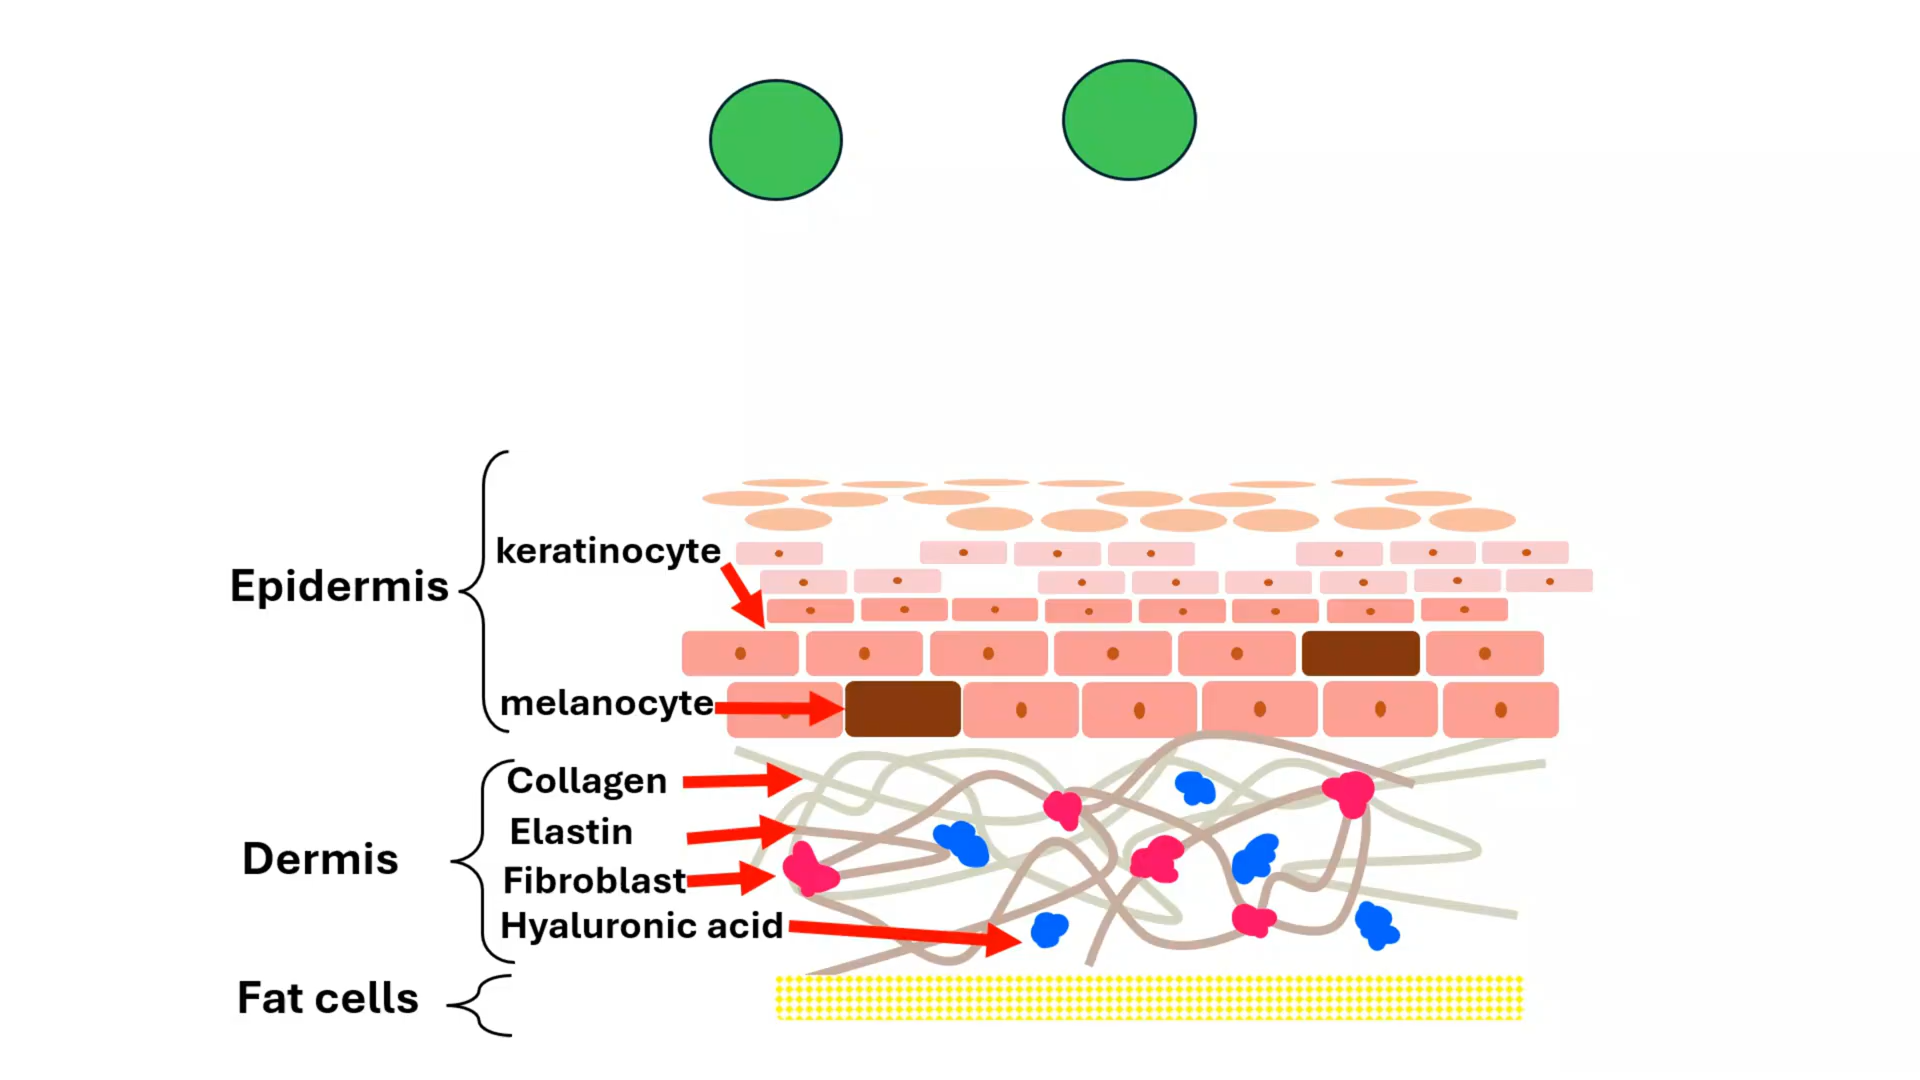 keratinocyte
Epidermis
melanocyte
Collagen
Elastin
Dermis
Fibroblast
Hyaluronic acid
Fat cells